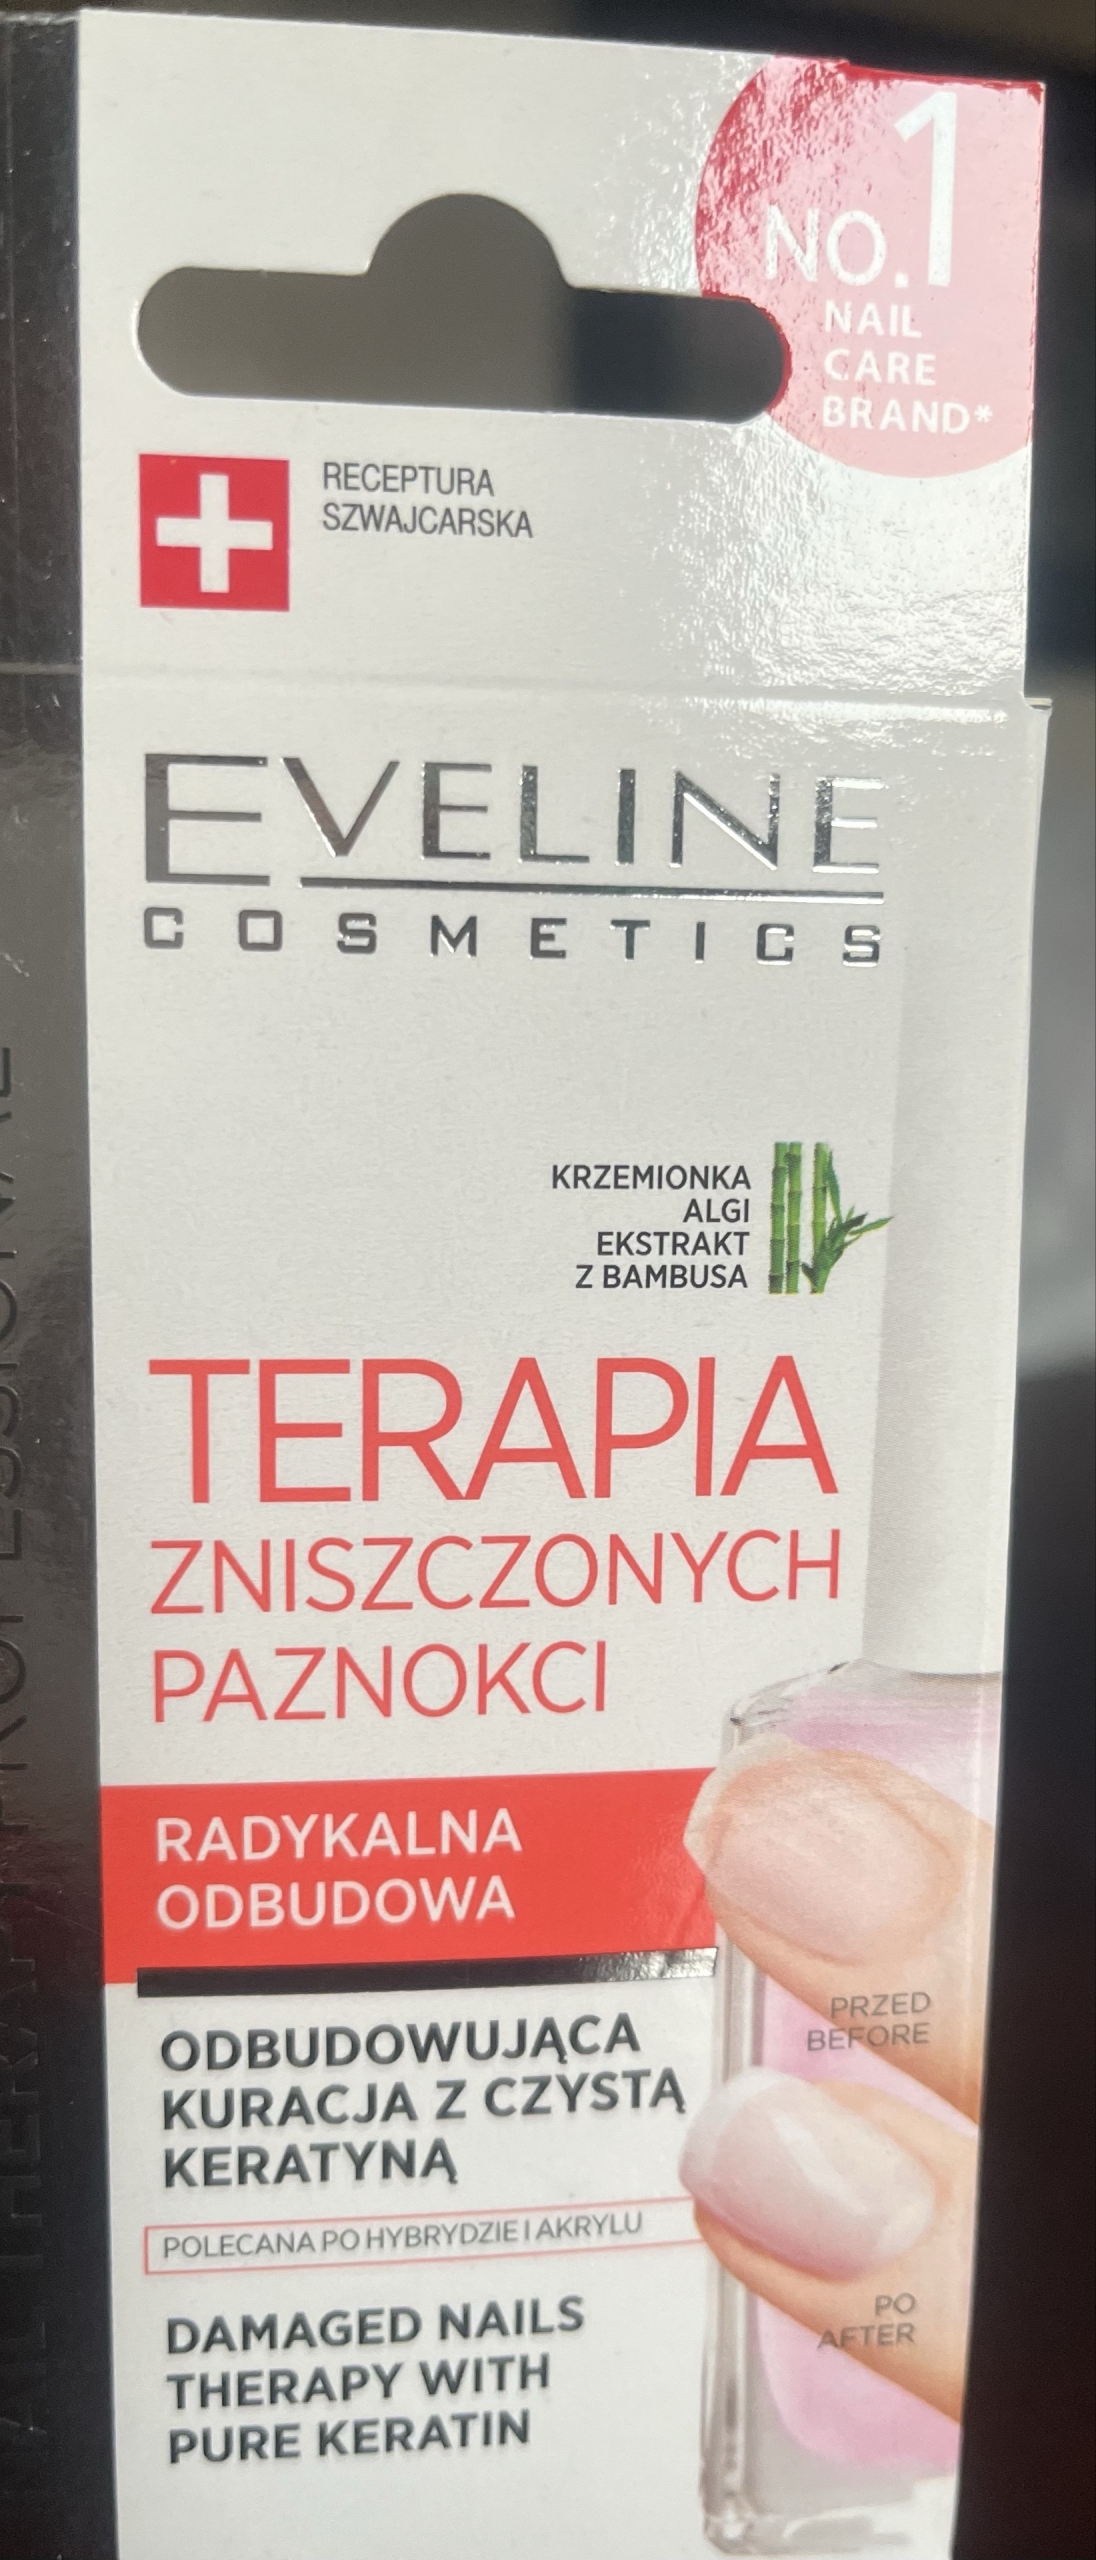 NO.1
NAIL
CARE
BRAND*
RECEPTURA
SZWAJCARSKA
EVELINE
COSMETICS
KRZEMIONKA
ALGI
EKSTRAKT
Z BAMBUSA
TERAPIA
ZNISZCZONYCH
PAZNOKCI
RADYKALNA
ODBUDOWA
ODBUDOWUJĄCA
KURACJA Z CZYSTĄ
KERATYNĄ
POLECANA PO HYBRYDZIE I AKRYLU
DAMAGED NAILS
THERAPY WITH
PURE KERATIN
PRZED
BEFORE
PO
AFTER